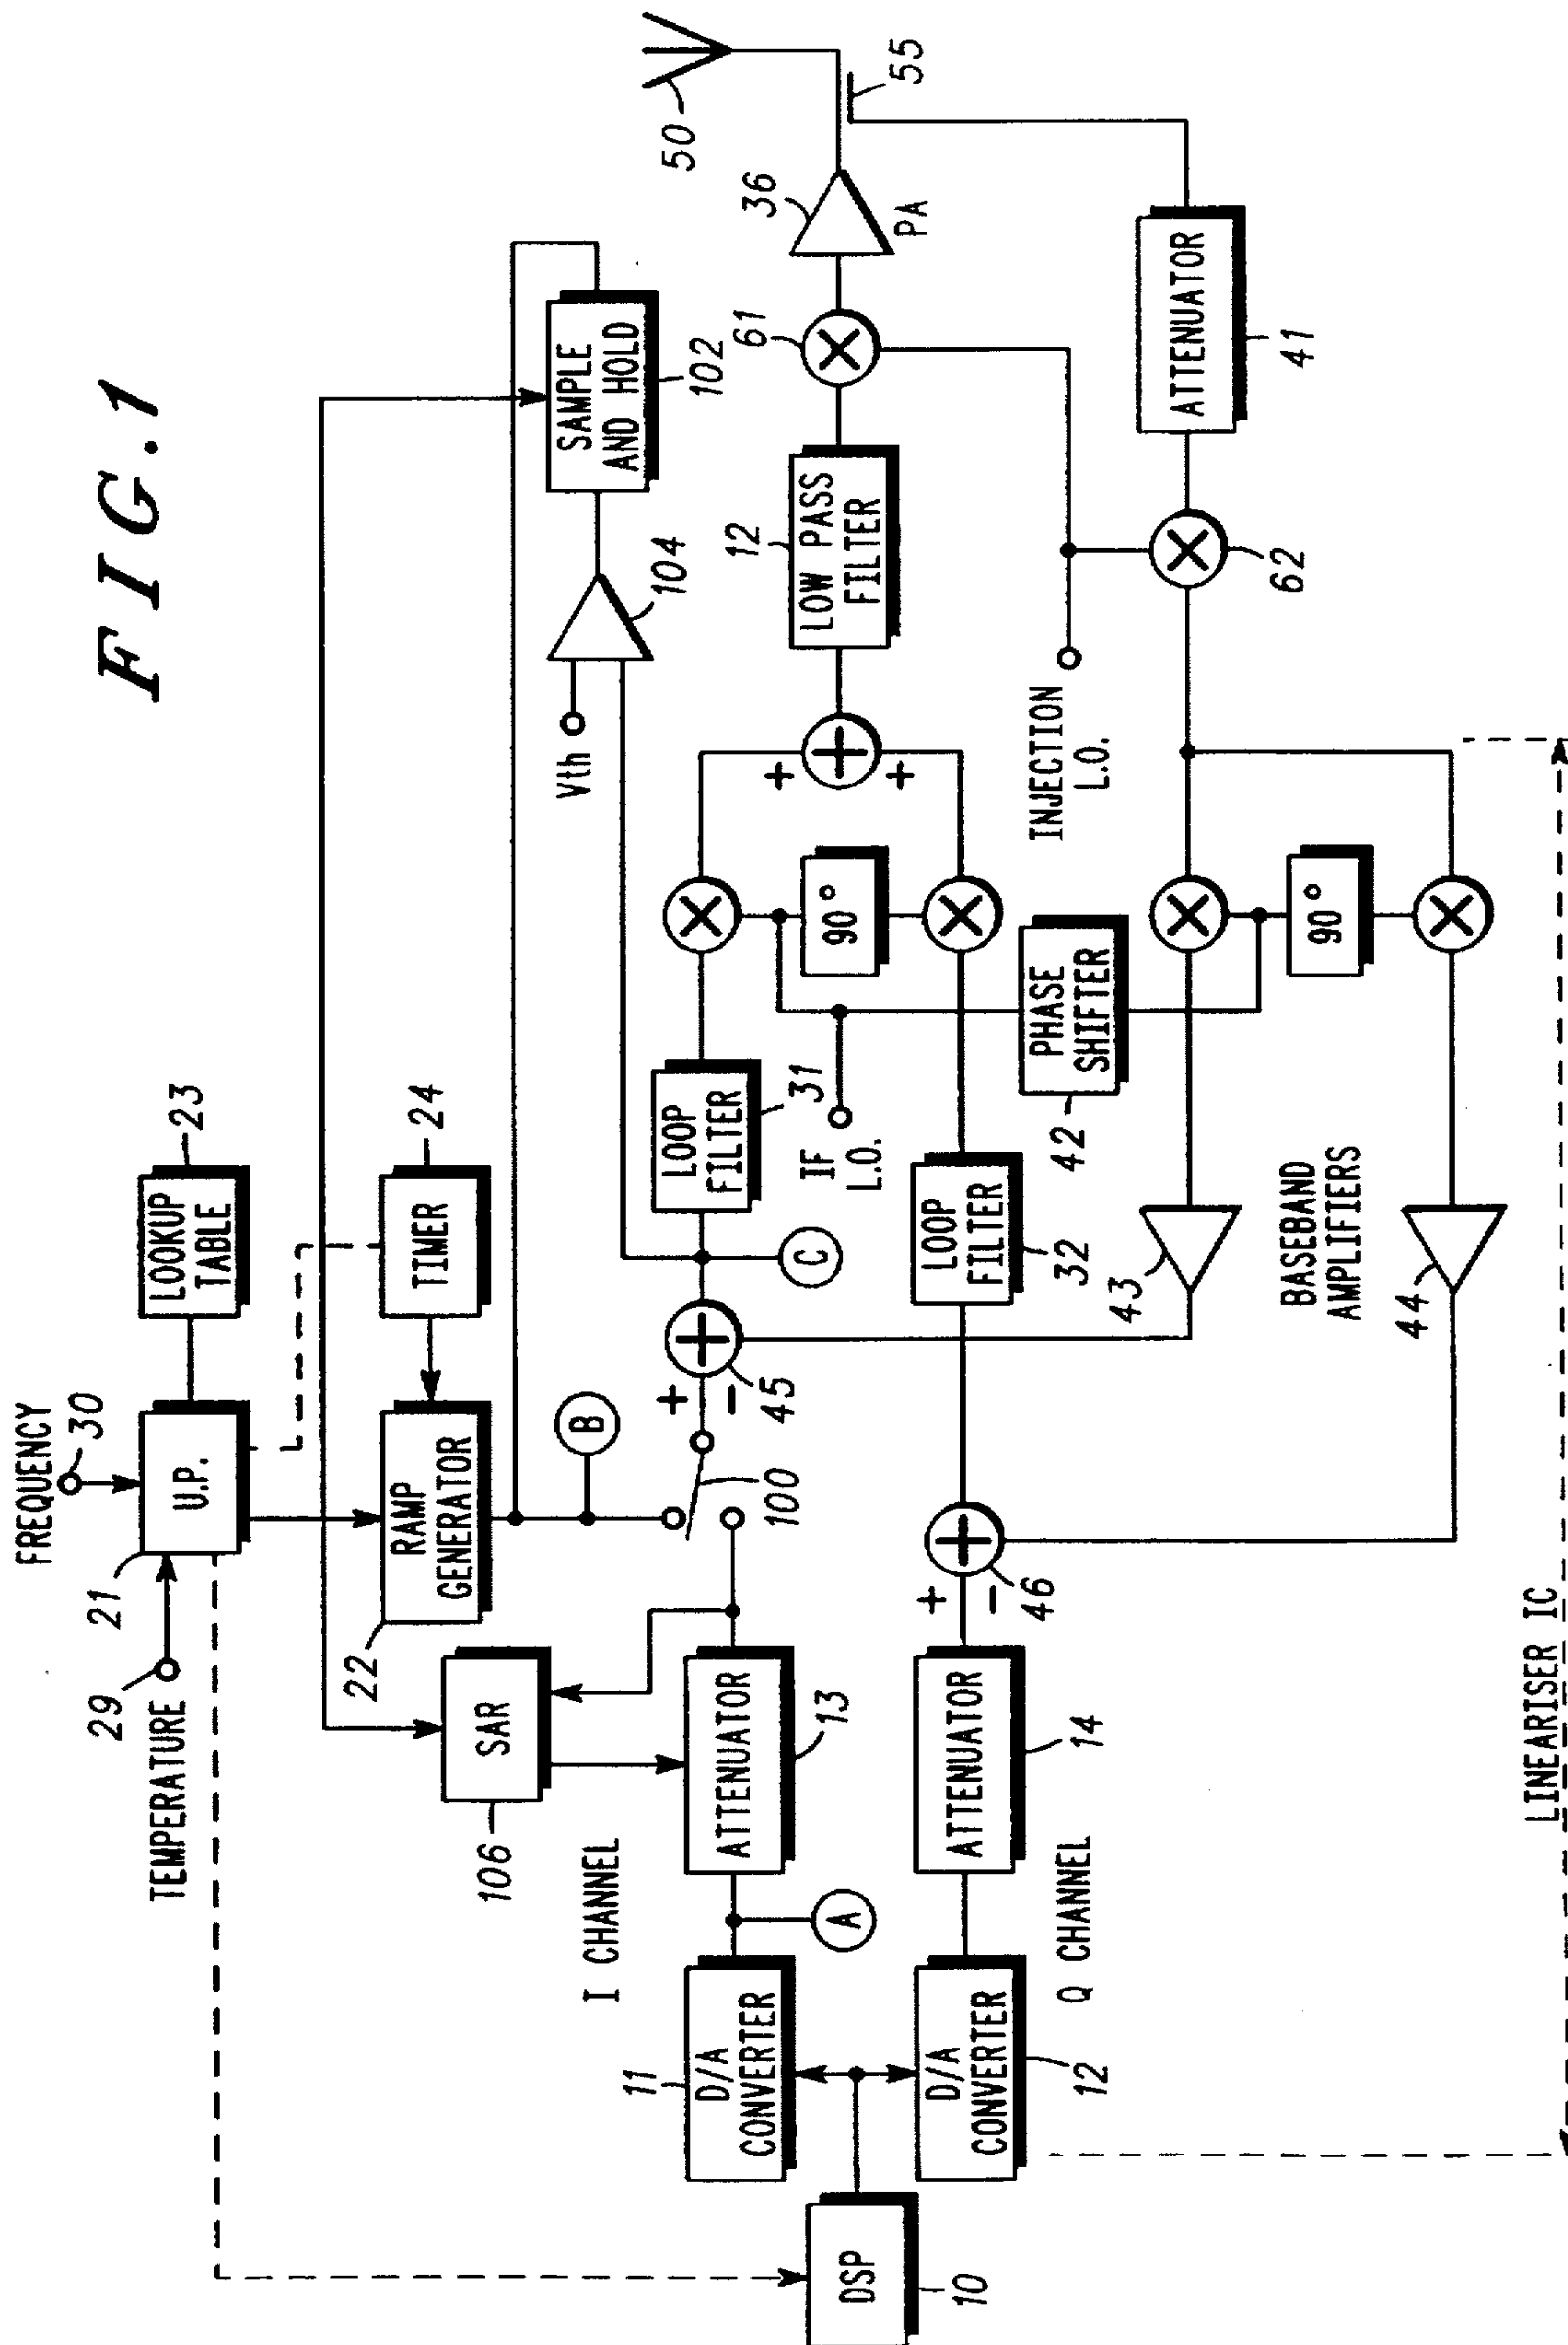 FIG.1
FREQUENCY
30
TEMPERATURE
29
21
U.P.
LOOKUP
TABLE
23
22
RAMP
GENERATOR
TIMER
24
SAR
106
B
100
Vth
104
SAMPLE
AND HOLD
102
50
55
I CHANNEL
DSP
10
11
D/A
CONVERTER
A
ATTENUATOR
13
+
-
45
C
LOOP
FILTER
31
IF
L.O.
90°
+
+
12
LOW PASS
FILTER
61
36
PA
D/A
CONVERTER
12
Q CHANNEL
ATTENUATOR
14
+
-
46
LOOP
FILTER
32
PHASE
SHIFTER
42
INJECTION
L.O.
62
ATTENUATOR
41
43
BASEBAND
AMPLIFIERS
44
90°
LINEARISER IC